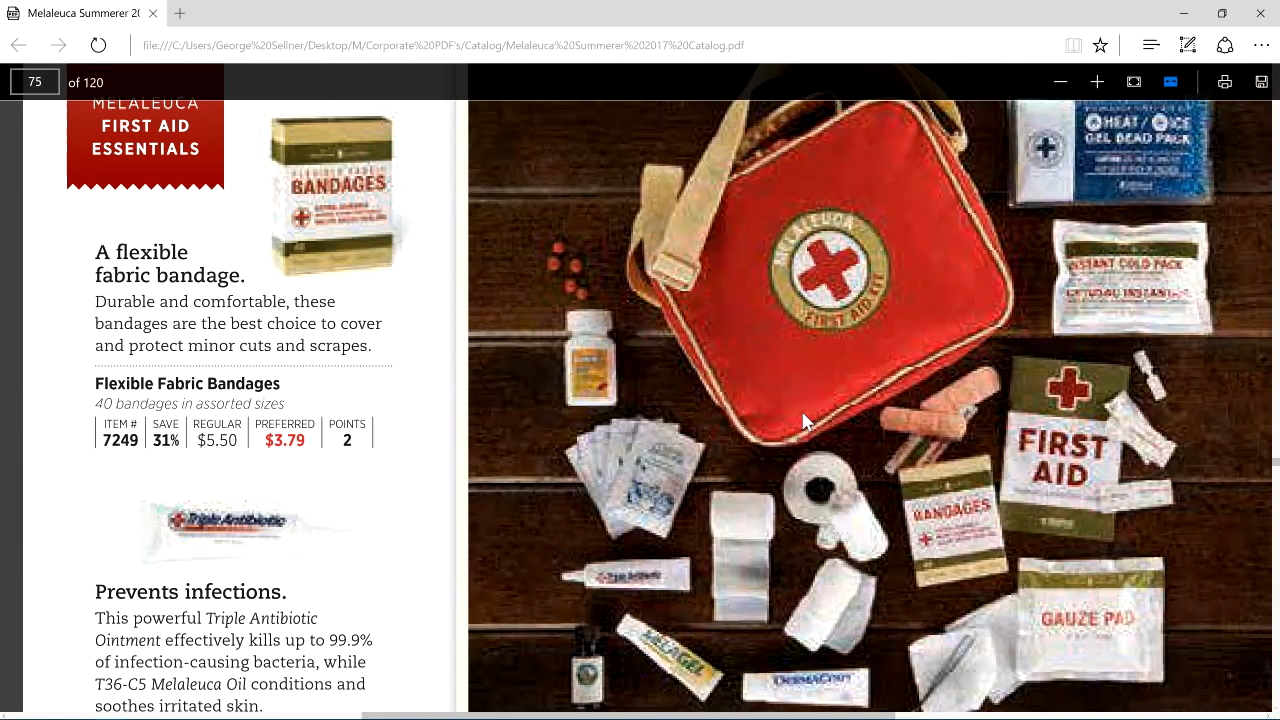 Melaleuca Summerer 20
file:///C:/Users/George%20Sellner/Desktop/M/Corporate%20PDF's/Catalog/Melaleuca%20Summerer%202017%20Catalog.pdf
75 of 120
MELALEUCA
FIRST AID
ESSENTIALS
BANDAGES
A flexible
fabric bandage.
Durable and comfortable, these
bandages are the best choice to cover
and protect minor cuts and scrapes.
Flexible Fabric Bandages
40 bandages in assorted sizes
ITEM # SAVE REGULAR PREFERRED POINTS
7249 31% $5.50 $3.79 2
Triple Antibiotic
Prevents infections.
This powerful Triple Antibiotic
Ointment effectively kills up to 99.9%
of infection-causing bacteria, while
T36-C5 Melaleuca Oil conditions and
soothes irritated skin.
MELALEUCA
FIRST AID KIT
HEAT / ICE
GEL BEAD PACK
INSTANT COLD PACK
FIRST
AID
BANDAGES
GAUZE PAD
Triple Antibiotic